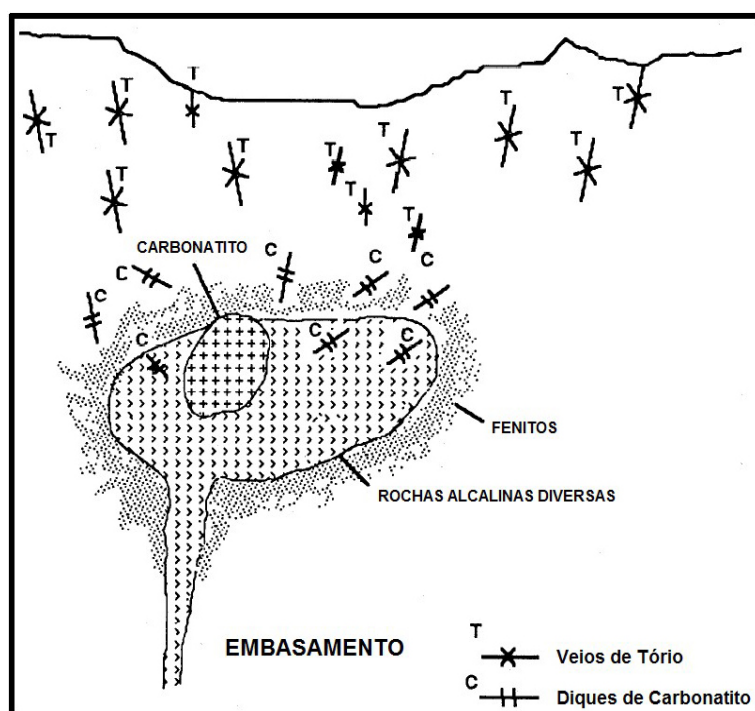 T
T
T
T
T
T
T
T
T
T
T
T
CARBONATITO
C
C
C
C
C
C
C
C
FENITOS
ROCHAS ALCALINAS DIVERSAS
EMBASAMENTO
T
Veios de Tório
C
Diques de Carbonatito